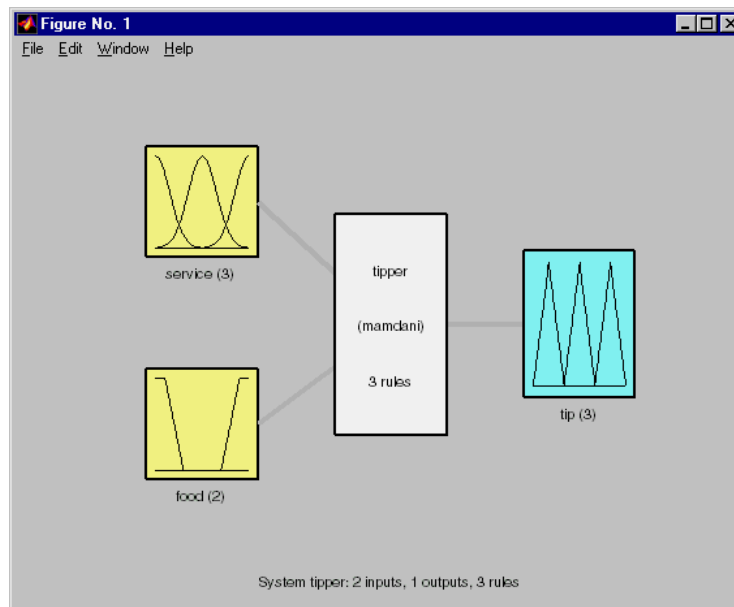 Figure No. 1
File Edit Window Help
service (3)
tipper
(mamdani)
3 rules
food (2)
tip (3)
System tipper: 2 inputs, 1 outputs, 3 rules